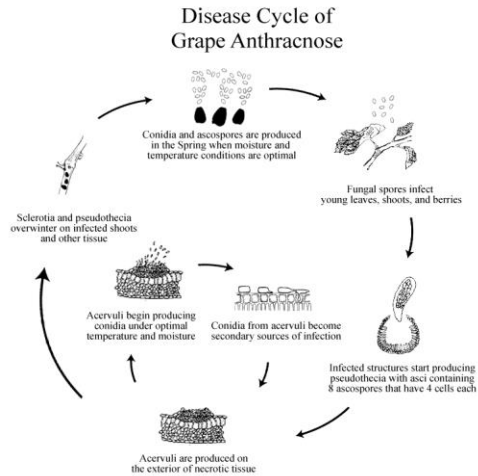 Disease Cycle of
Grape Anthracnose
Conidia and ascospores are produced
in the Spring when moisture and
temperature conditions are optimal
Fungal spores infect
young leaves, shoots, and berries
Infected structures start producing
pseudothecia with asci containing
8 ascospores that have 4 cells each
Acervuli are produced on
the exterior of necrotic tissue
Acervuli begin producing
conidia under optimal
temperature and moisture
Conidia from acervuli become
secondary sources of infection
Sclerotia and pseudothecia
overwinter on infected shoots
and other tissue